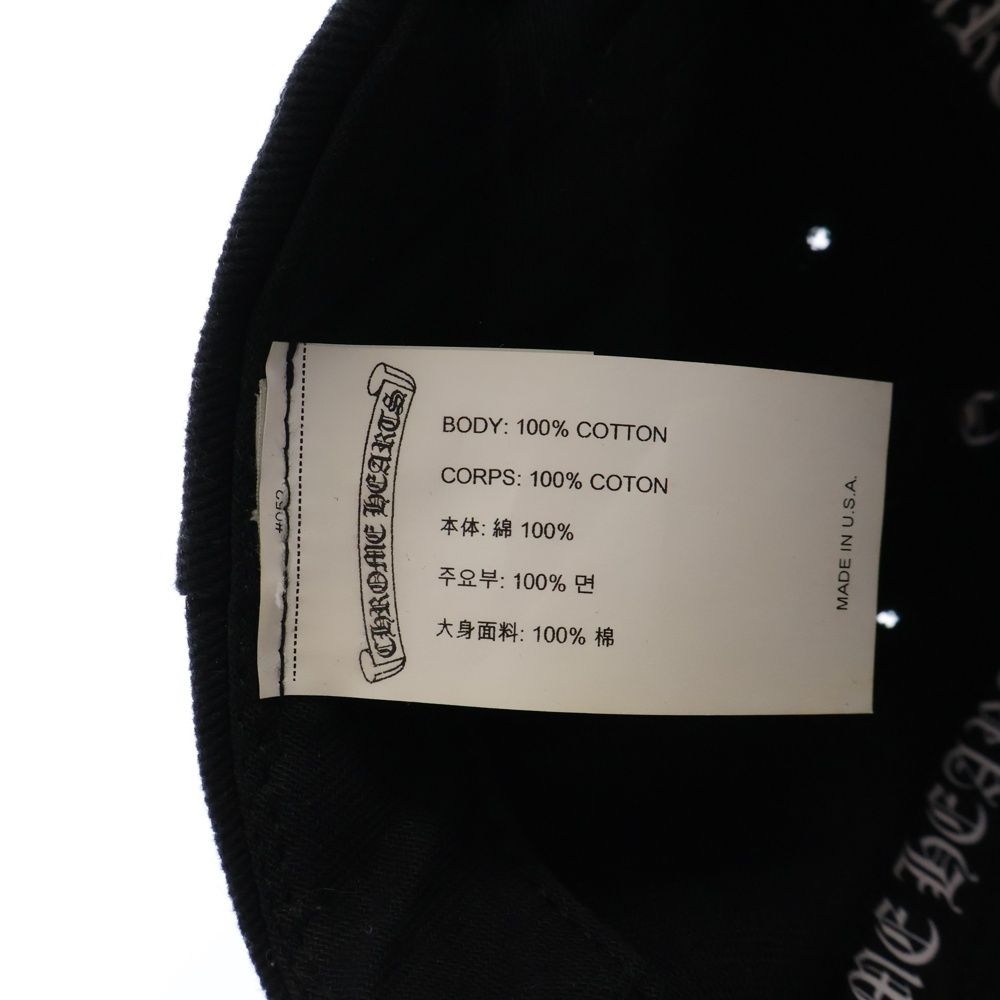 CHROME HEARTS
BODY: 100% COTTON
CORPS: 100% COTON
本体: 綿 100%
주요부: 100% 면
大身面料: 100% 棉
MADE IN U.S.A.
#052